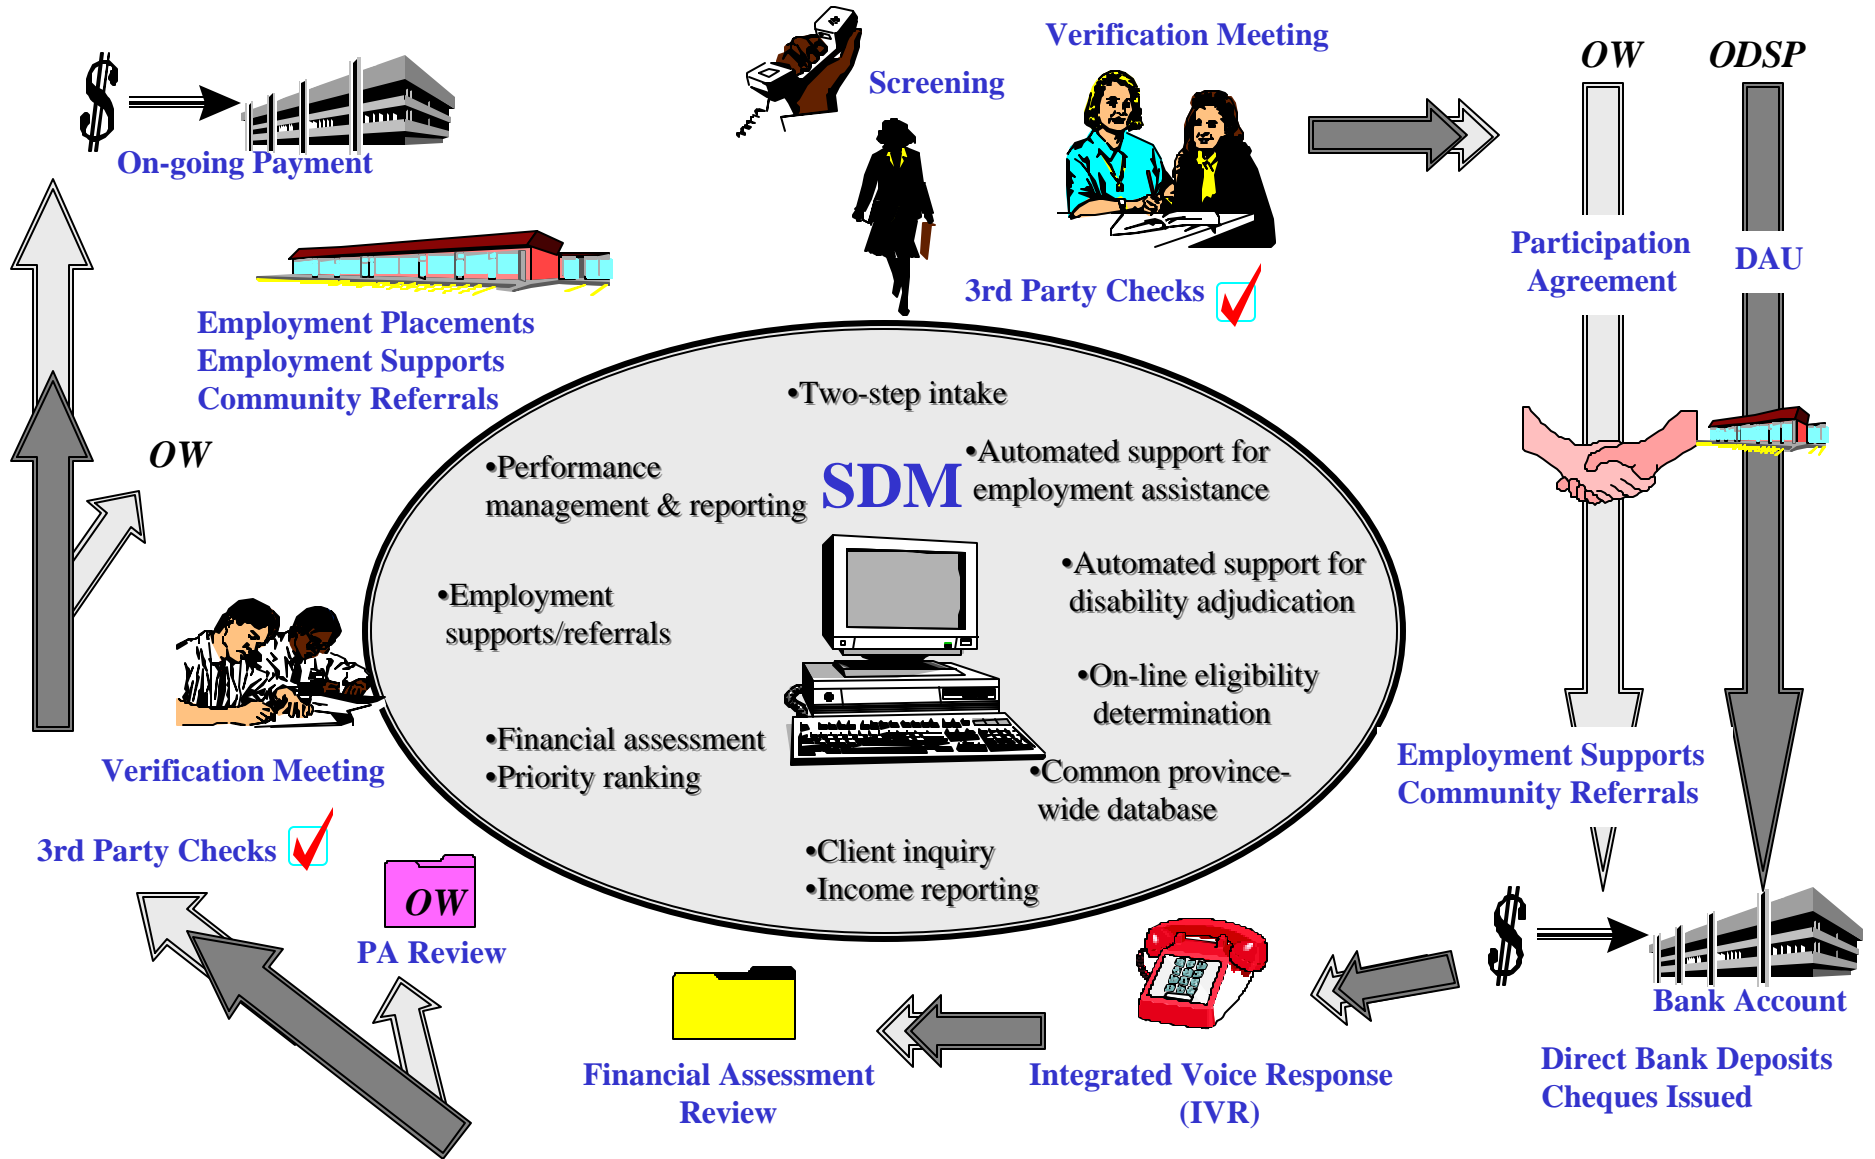 Verification Meeting
Screening
OW
ODSP
On-going Payment
Participation
Agreement
DAU
3rd Party Checks
Employment Placements
Employment Supports
Community Referrals
OW
•Two-step intake
•Performance
management & reporting
SDM
•Automated support for
employment assistance
•Automated support for
disability adjudication
•Employment
supports/referrals
•On-line eligibility
determination
•Financial assessment
•Priority ranking
•Common province-
wide database
•Client inquiry
•Income reporting
Employment Supports
Community Referrals
Verification Meeting
3rd Party Checks
OW
PA Review
Bank Account
Direct Bank Deposits
Cheques Issued
Integrated Voice Response
(IVR)
Financial Assessment
Review